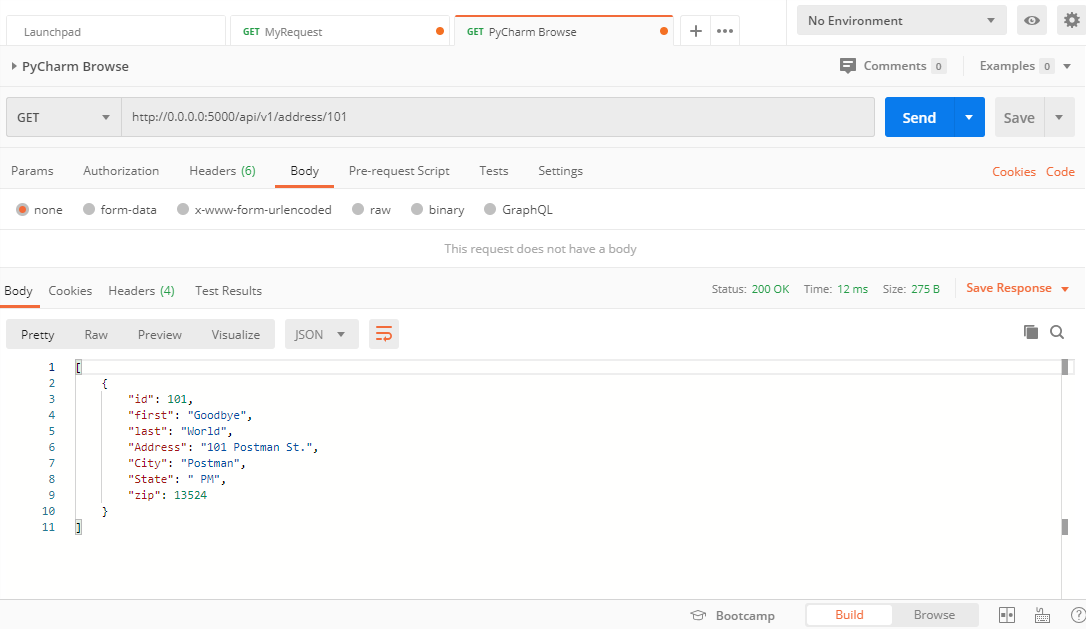 Launchpad GET MyRequest GET PyCharm Browse + ••• No Environment
PyCharm Browse Comments 0 Examples 0
GET http://0.0.0.0:5000/api/v1/address/101 Send Save
Params Authorization Headers (6) Body Pre-request Script Tests Settings Cookies Code
none form-data x-www-form-urlencoded raw binary GraphQL
This request does not have a body
Body Cookies Headers (4) Test Results Status: 200 OK Time: 12 ms Size: 275 B Save Response
Pretty Raw Preview Visualize JSON
1 [
2 {
3 "id": 101,
4 "first": "Goodbye",
5 "last": "World",
6 "Address": "101 Postman St.",
7 "City": "Postman",
8 "State": " PM",
9 "zip": 13524
10 }
11 ]
Bootcamp Build Browse ?